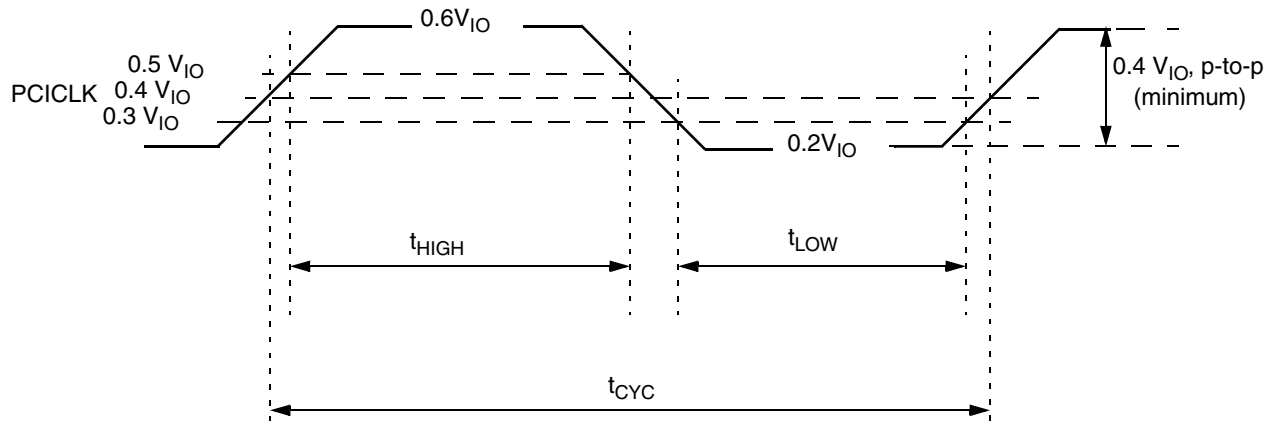 0.6V_IO
0.5 V_IO
PCICLK 0.4 V_IO
0.3 V_IO
0.4 V_IO, p-to-p
(minimum)
0.2V_IO
t_HIGH
t_LOW
t_CYC